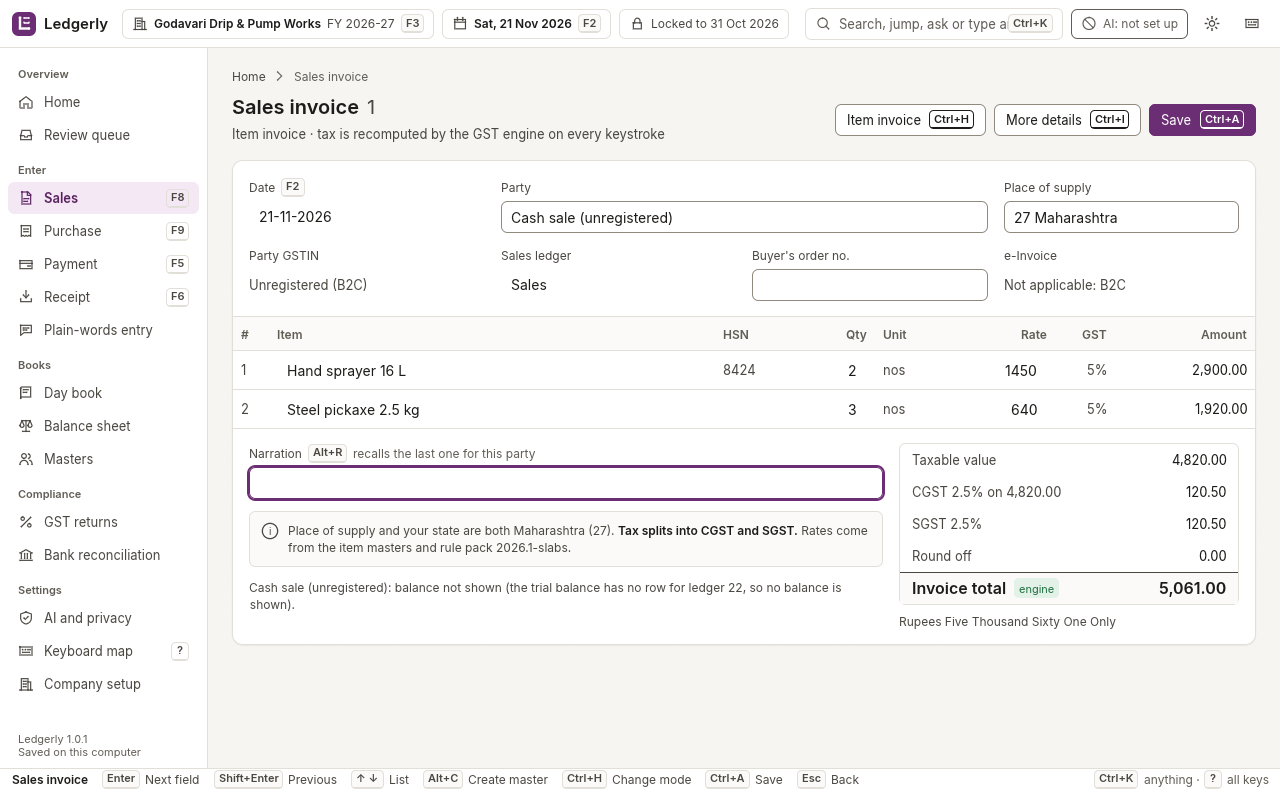 Ledgerly
Godavari Drip & Pump Works FY 2026-27 F3
Sat, 21 Nov 2026 F2
Locked to 31 Oct 2026
Search, jump, ask or type a Ctrl+K
AI: not set up
Overview
Home
Review queue
Enter
Sales F8
Purchase F9
Payment F5
Receipt F6
Plain-words entry
Books
Day book
Balance sheet
Masters
Compliance
GST returns
Bank reconciliation
Settings
AI and privacy
Keyboard map ?
Company setup
Ledgerly 1.0.1
Saved on this computer
Home Sales invoice
Sales invoice 1
Item invoice · tax is recomputed by the GST engine on every keystroke
Item invoice Ctrl+H
More details Ctrl+I
Save Ctrl+A
Date F2 Party Place of supply
21-11-2026 Cash sale (unregistered) 27 Maharashtra
Party GSTIN Sales ledger Buyer's order no. e-Invoice
Unregistered (B2C) Sales Not applicable: B2C
# Item HSN Qty Unit Rate GST Amount
1 Hand sprayer 16 L 8424 2 nos 1450 5% 2,900.00
2 Steel pickaxe 2.5 kg 3 nos 640 5% 1,920.00
Narration Alt+R recalls the last one for this party
Place of supply and your state are both Maharashtra (27). Tax splits into CGST and SGST. Rates come
from the item masters and rule pack 2026.1-slabs.
Cash sale (unregistered): balance not shown (the trial balance has no row for ledger 22, so no balance is
shown).
Taxable value 4,820.00
CGST 2.5% on 4,820.00 120.50
SGST 2.5% 120.50
Round off 0.00
Invoice total engine 5,061.00
Rupees Five Thousand Sixty One Only
Sales invoice Enter Next field Shift+Enter Previous ↑ ↓ List Alt+C Create master Ctrl+H Change mode Ctrl+A Save Esc Back Ctrl+K anything · ? all keys